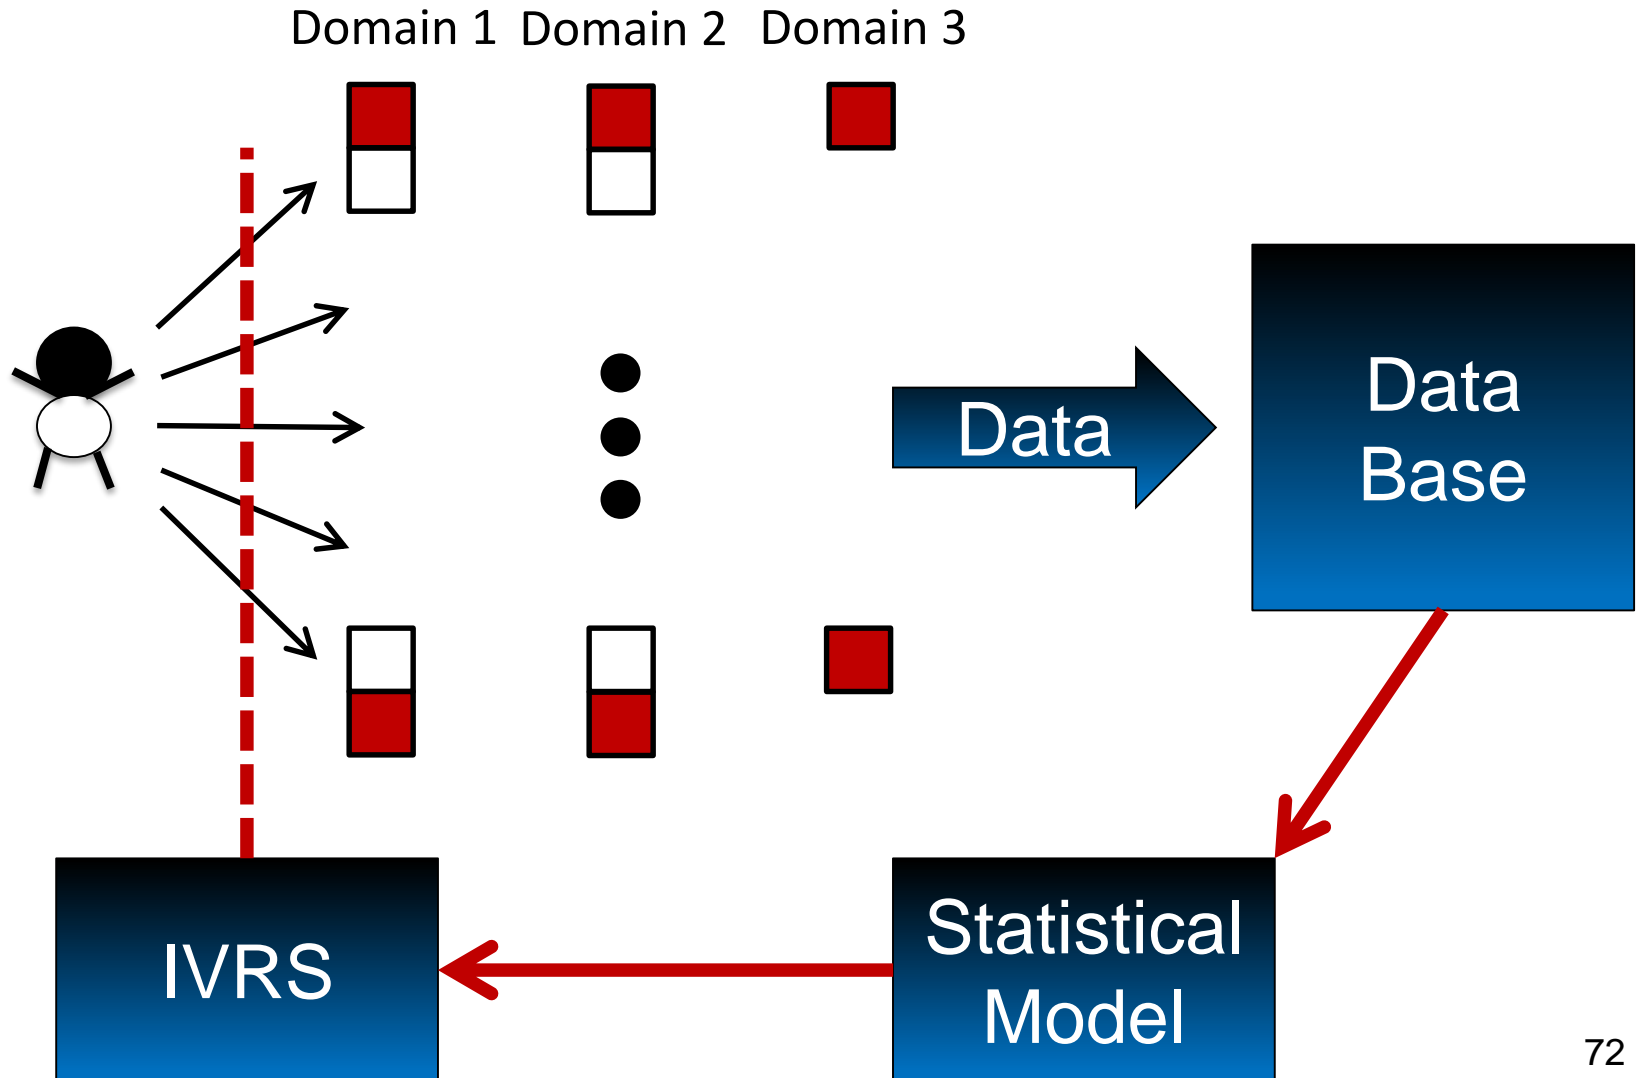 Domain 1 Domain 2 Domain 3
Data
Data
Base
IVRS
Statistical
Model
72